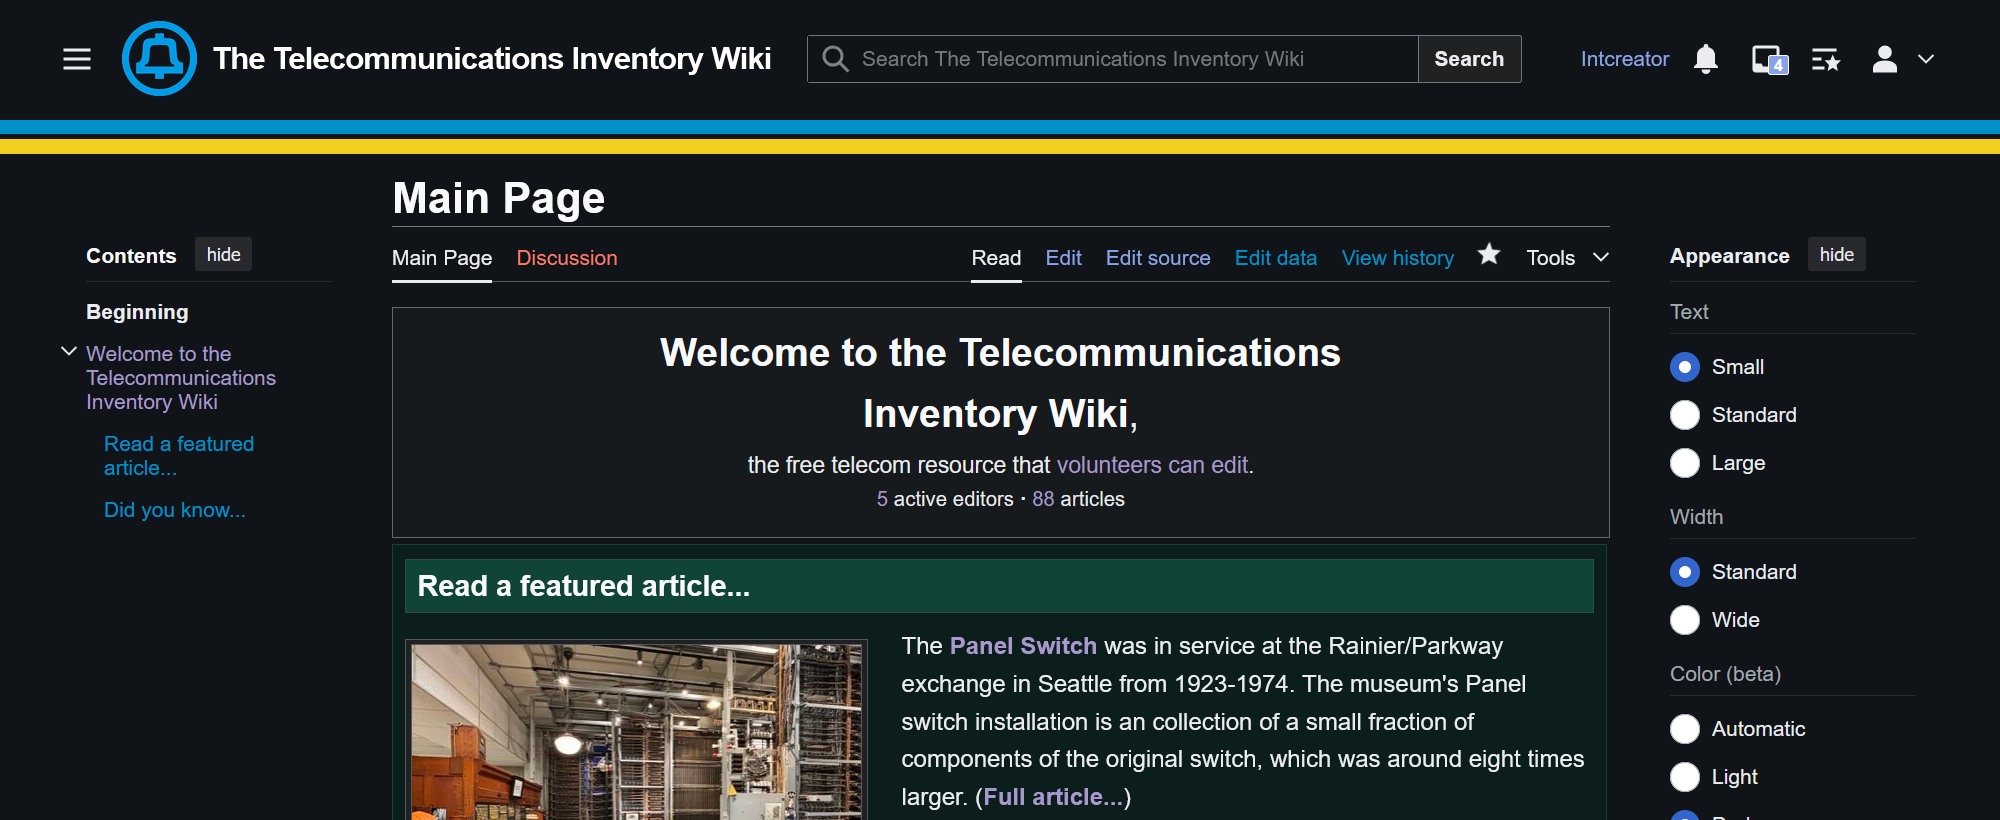 The Telecommunications Inventory Wiki
Search The Telecommunications Inventory Wiki
Search
Intcreator
4
Main Page
Contents
hide
Main Page
Discussion
Read
Edit
Edit source
Edit data
View history
Tools
Appearance
hide
Beginning
Welcome to the
Telecommunications
Inventory Wiki
Read a featured
article...
Did you know...
Welcome to the Telecommunications
Inventory Wiki,
the free telecom resource that volunteers can edit.
5 active editors · 88 articles
Read a featured article...
The Panel Switch was in service at the Rainier/Parkway
exchange in Seattle from 1923-1974. The museum's Panel
switch installation is an collection of a small fraction of
components of the original switch, which was around eight times
larger. (Full article...)
Text
Small
Standard
Large
Width
Standard
Wide
Color (beta)
Automatic
Light